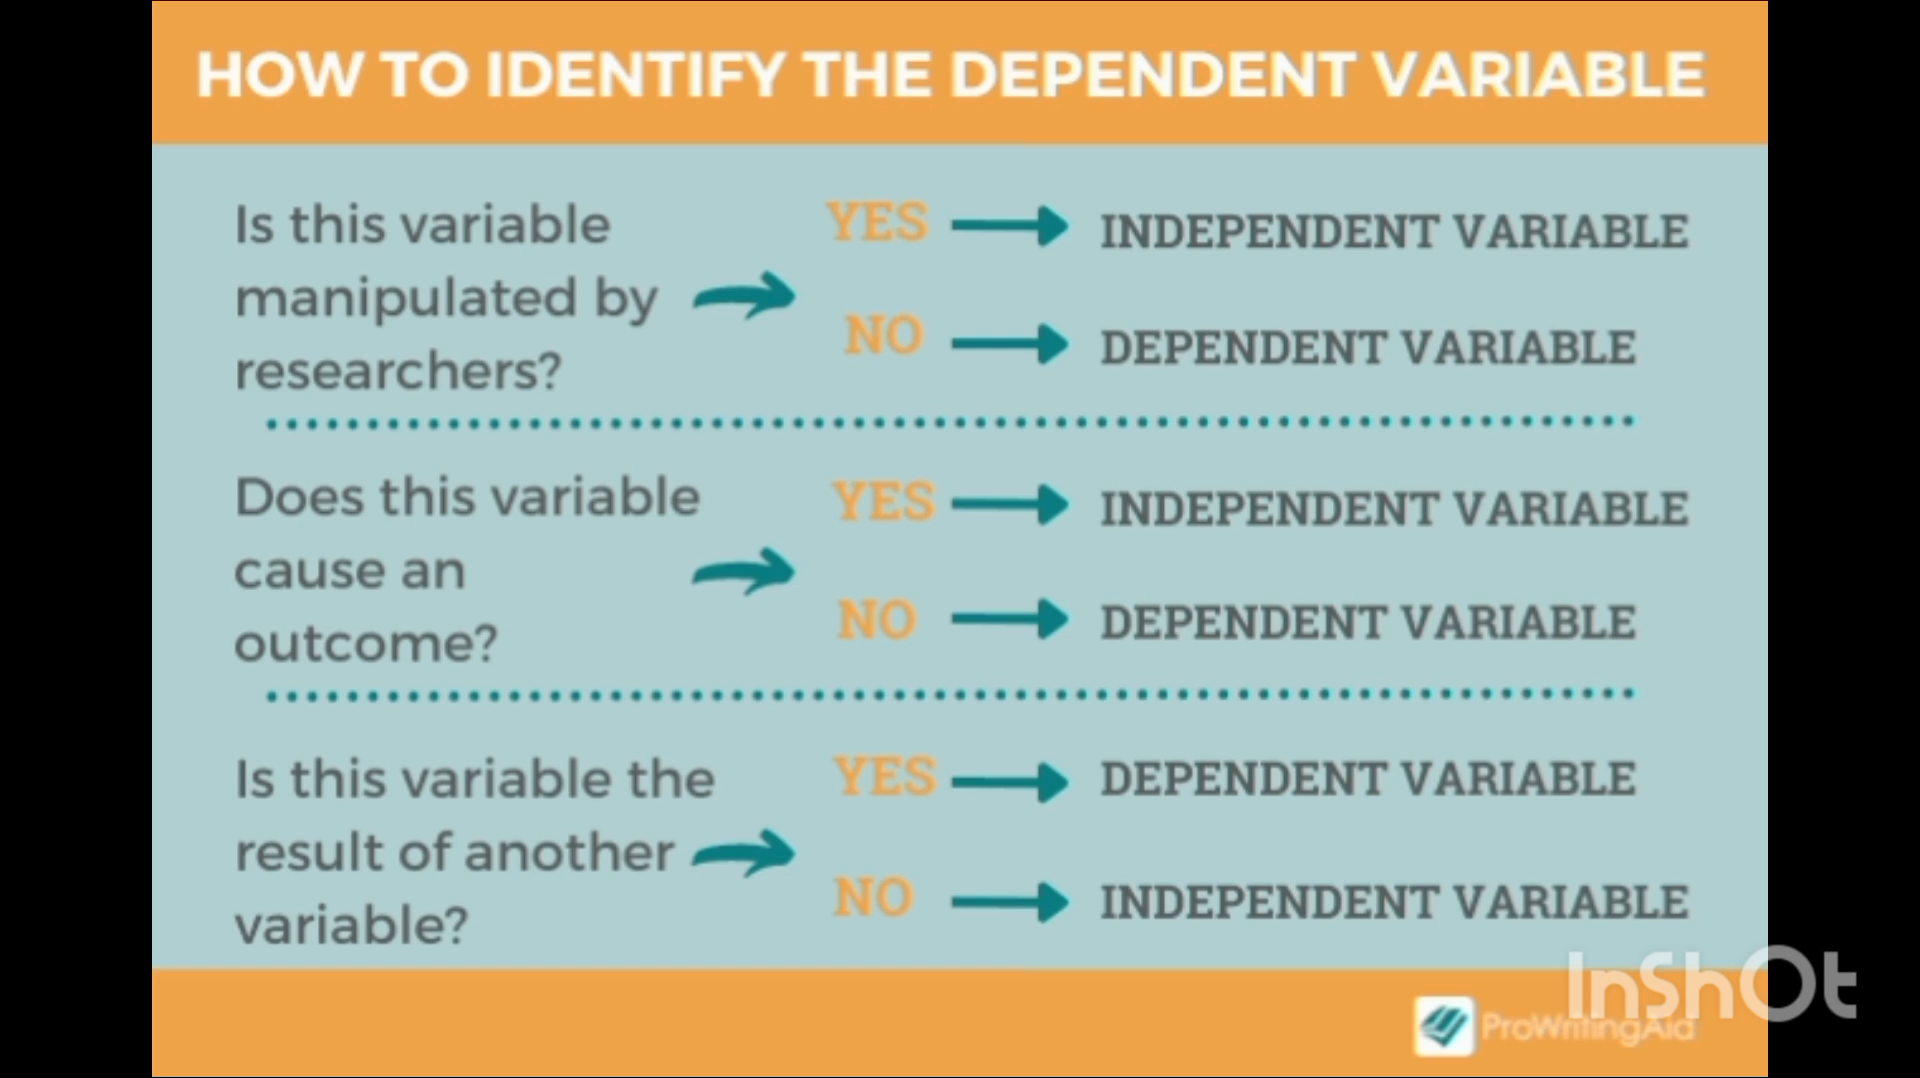 HOW TO IDENTIFY THE DEPENDENT VARIABLE
Is this variable
manipulated by
researchers?
YES
INDEPENDENT VARIABLE
NO
DEPENDENT VARIABLE
Does this variable
cause an
outcome?
YES
INDEPENDENT VARIABLE
NO
DEPENDENT VARIABLE
Is this variable the
result of another
variable?
YES
DEPENDENT VARIABLE
NO
INDEPENDENT VARIABLE
InShOt
ProWritingAid